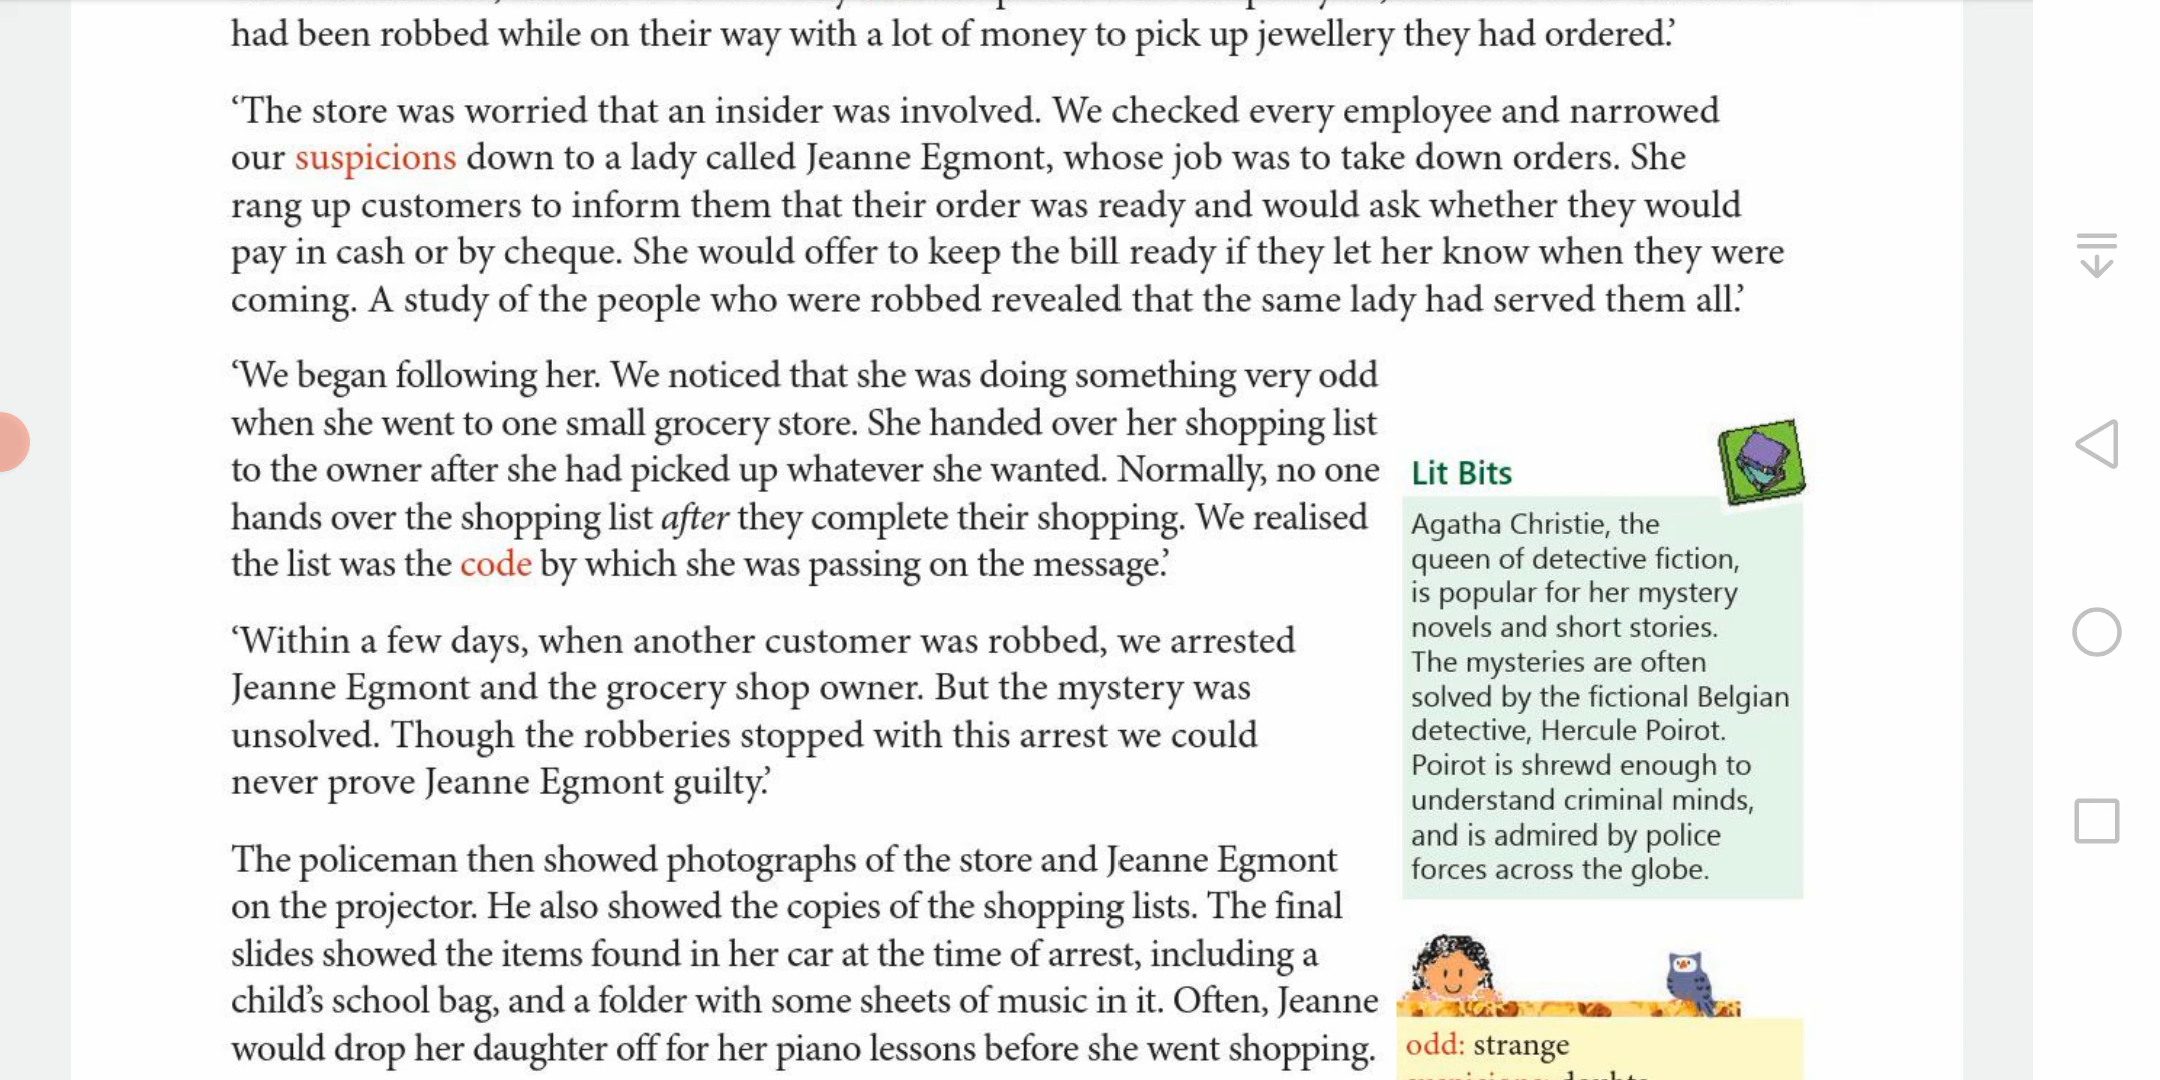 had been robbed while on their way with a lot of money to pick up jewellery they had ordered.’
‘The store was worried that an insider was involved. We checked every employee and narrowed
our suspicions down to a lady called Jeanne Egmont, whose job was to take down orders. She
rang up customers to inform them that their order was ready and would ask whether they would
pay in cash or by cheque. She would offer to keep the bill ready if they let her know when they were
coming. A study of the people who were robbed revealed that the same lady had served them all.’
‘We began following her. We noticed that she was doing something very odd
when she went to one small grocery store. She handed over her shopping list
to the owner after she had picked up whatever she wanted. Normally, no one
hands over the shopping list after they complete their shopping. We realised
the list was the code by which she was passing on the message.’
‘Within a few days, when another customer was robbed, we arrested
Jeanne Egmont and the grocery shop owner. But the mystery was
unsolved. Though the robberies stopped with this arrest we could
never prove Jeanne Egmont guilty.’
The policeman then showed photographs of the store and Jeanne Egmont
on the projector. He also showed the copies of the shopping lists. The final
slides showed the items found in her car at the time of arrest, including a
child’s school bag, and a folder with some sheets of music in it. Often, Jeanne
would drop her daughter off for her piano lessons before she went shopping.
Lit Bits
Agatha Christie, the
queen of detective fiction,
is popular for her mystery
novels and short stories.
The mysteries are often
solved by the fictional Belgian
detective, Hercule Poirot.
Poirot is shrewd enough to
understand criminal minds,
and is admired by police
forces across the globe.
odd: strange